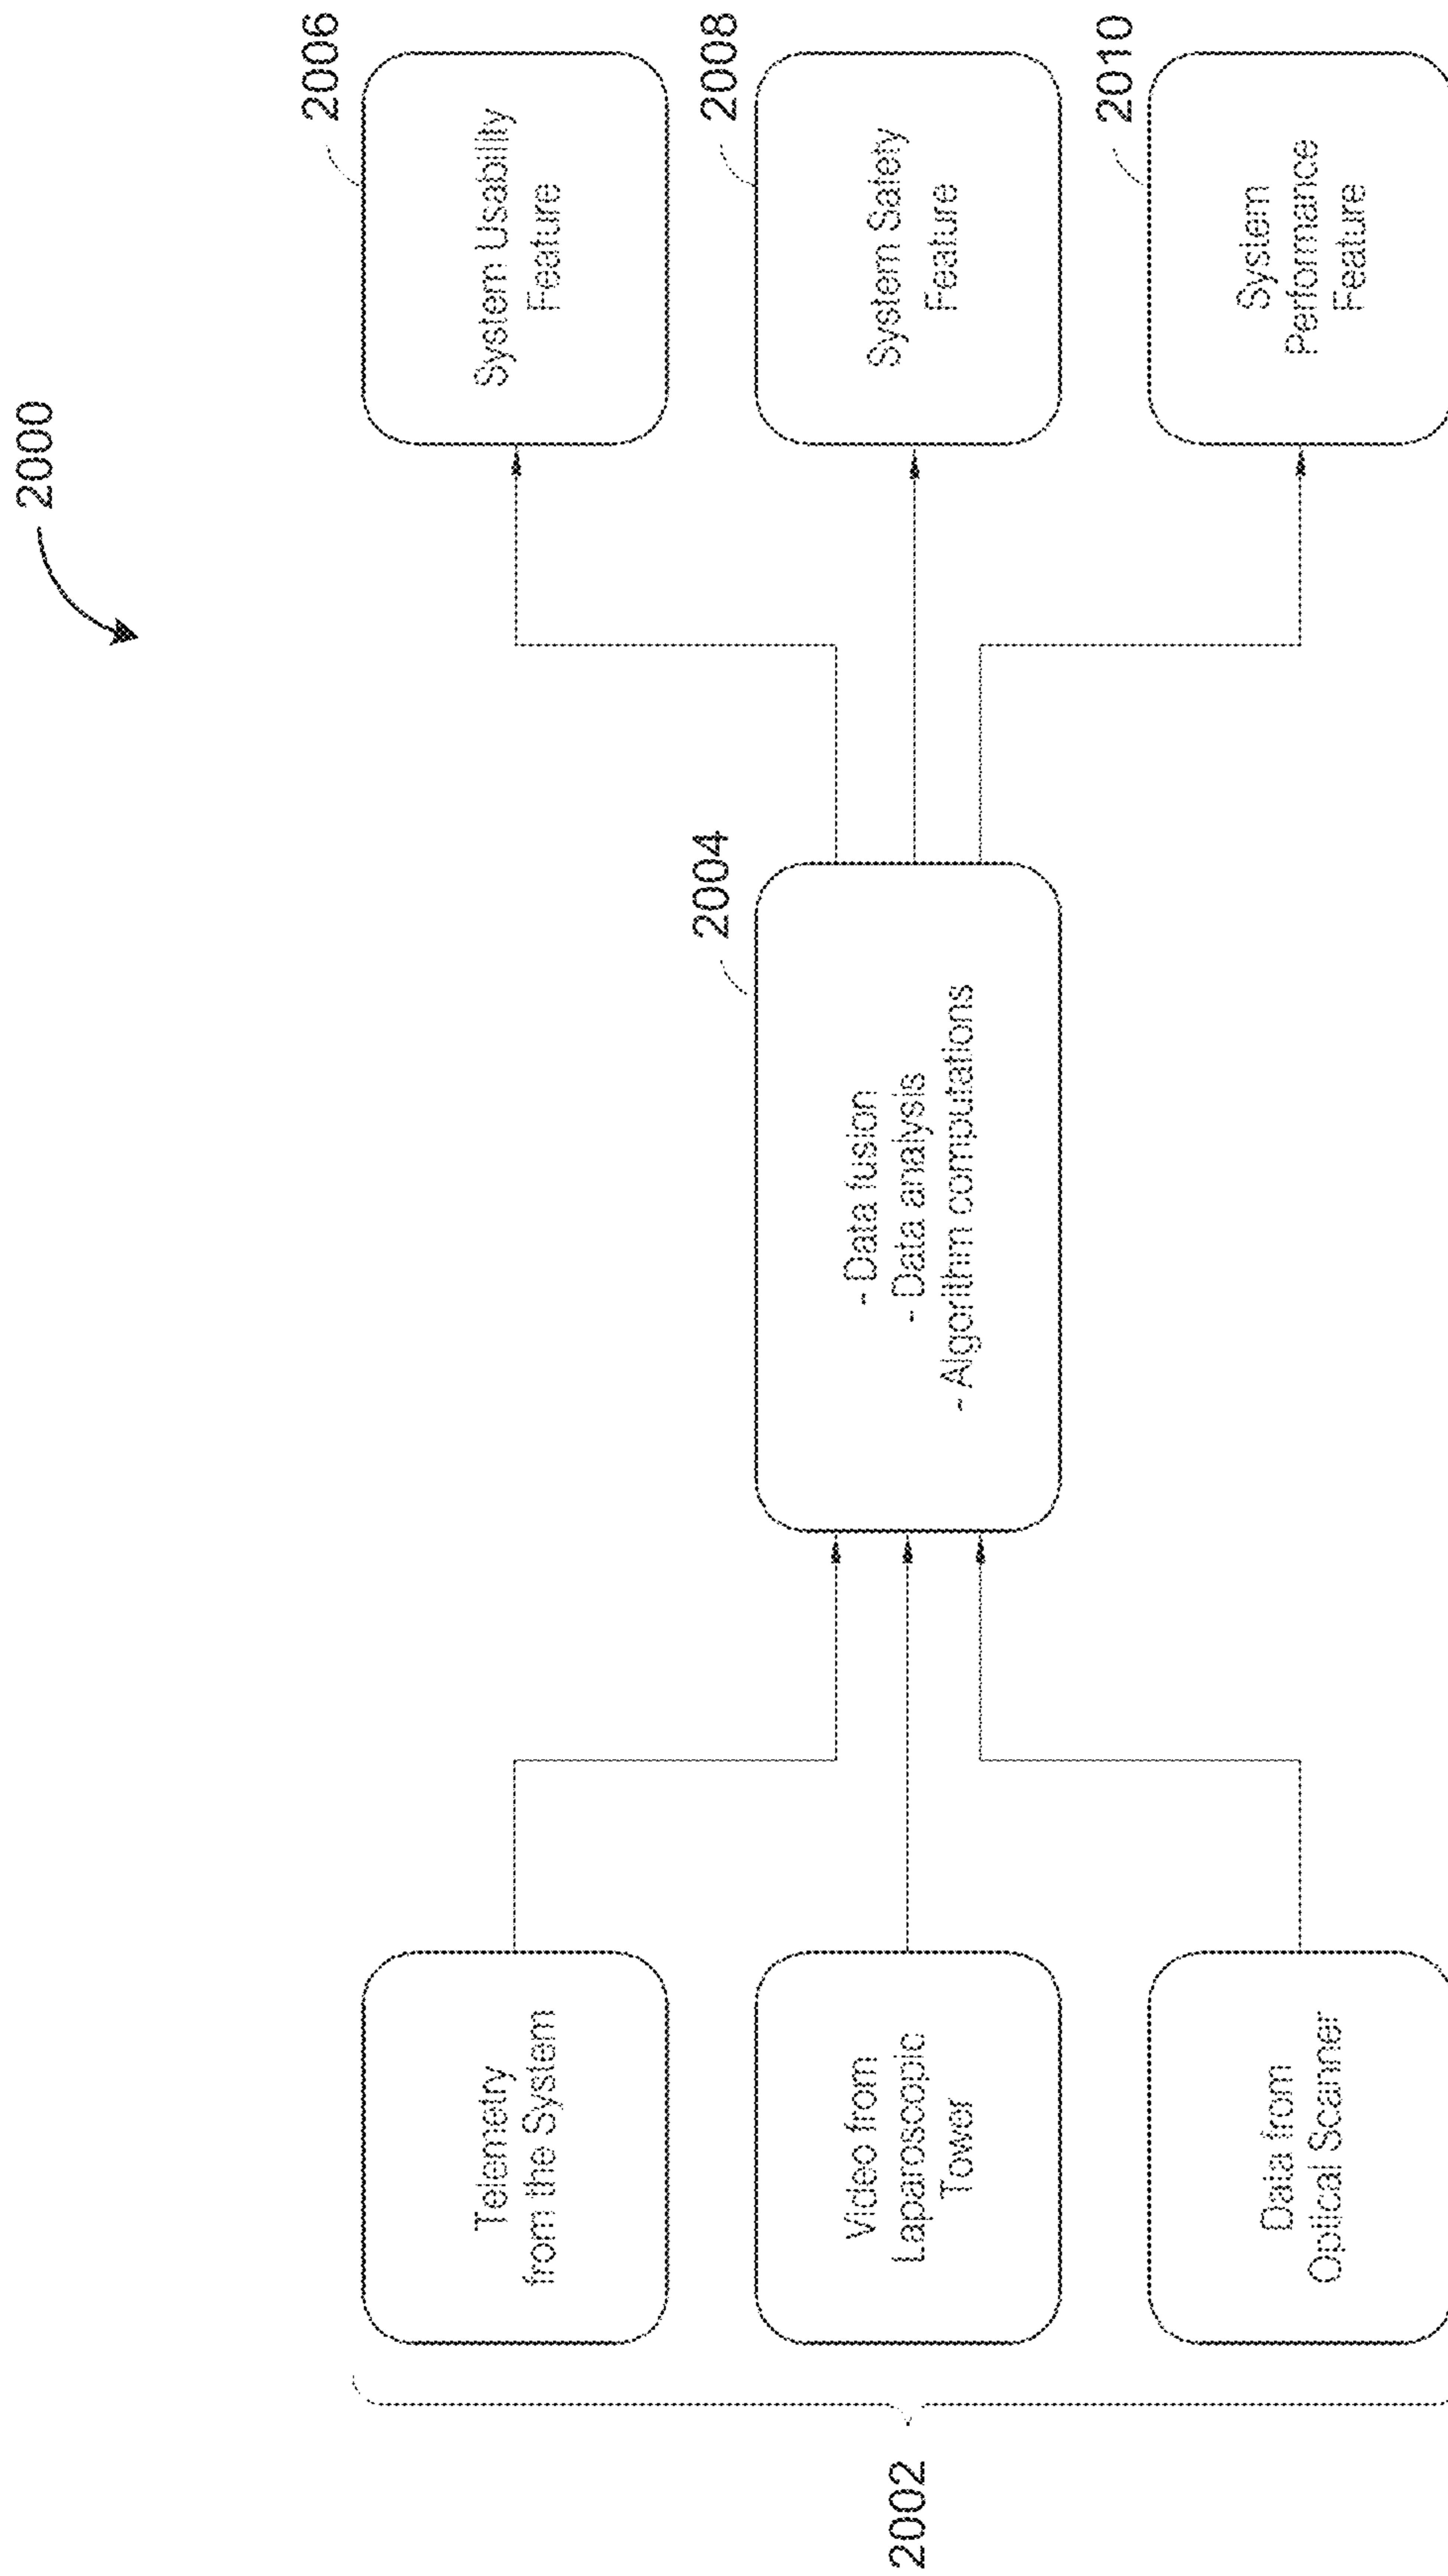 2000
2002
Telemetry
from the System
Video from
Laparoscopic
Tower
Data from
Optical Scanner
2004
- Data fusion
- Data analysis
- Algorithm computations
2006
System Usability
Feature
2008
System Safety
Feature
2010
System
Performance
Feature